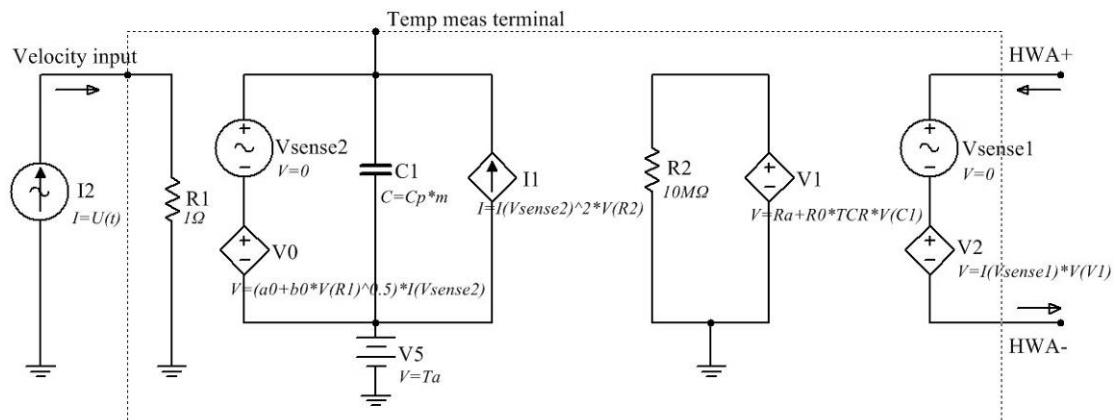 Temp meas terminal
Velocity input
HWA+
+
−
Vsense2
V=0
C1
C=Cp*m
I1
I=I(Vsense2)^2*V(R2)
R2
10MΩ
+
−
V1
V=Ra+R0*TCR*V(C1)
+
−
Vsense1
V=0
I2
I=U(t)
R1
1Ω
+
−
V0
V=(a0+b0*V(R1)^0.5)*I(Vsense2)
+
−
V2
V=I(Vsense1)*V(V1)
V5
V=Ta
HWA-